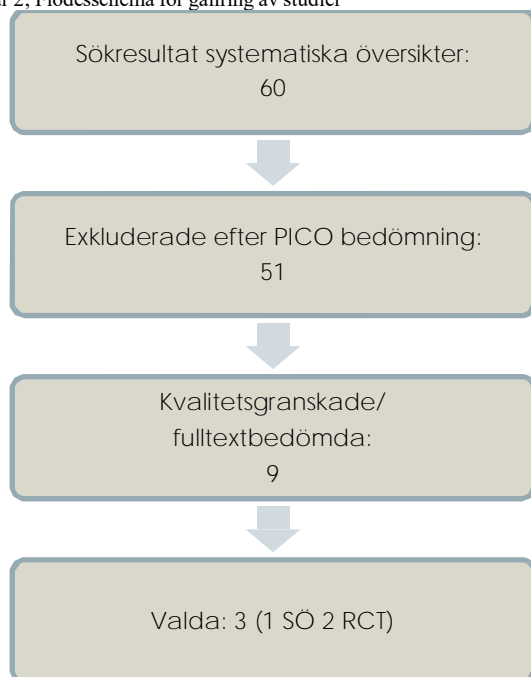 2, Flödesschema för gallring av studier
Sökresultat systematiska översikter:
60
Exkluderade efter PICO bedömning:
51
Kvalitetsgranskade/
fulltextbedömda:
9
Valda: 3 (1 SÖ 2 RCT)